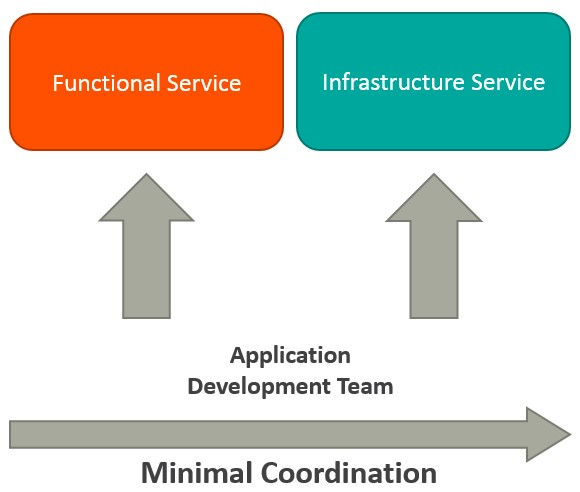 Functional Service
Infrastructure Service
Application
Development Team
Minimal Coordination